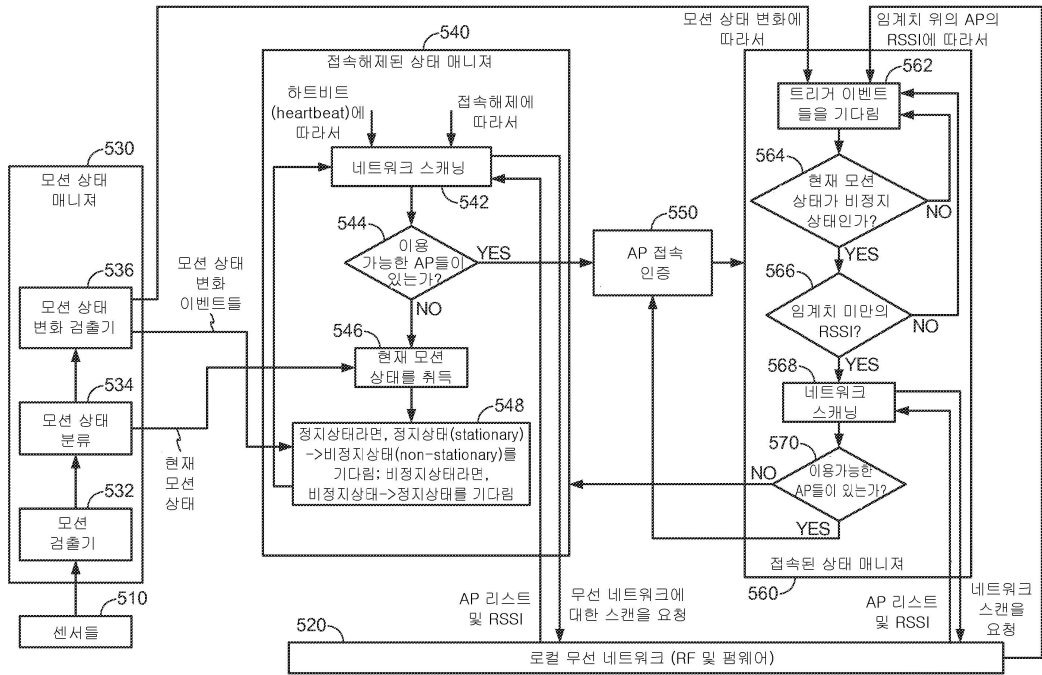 530
모션 상태
매니져
536
모션 상태
변화 검출기
534
모션 상태
분류
532
모션
검출기
510
센서들
모션 상태
변화
이벤트들
현재
모션
상태
540
접속해제된 상태 매니져
하트비트
(heartbeat)에
따라서
접속해제에
따라서
네트워크 스캐닝
542
544
이용
가능한 AP들이
있는가?
YES
NO
546
현재 모션
상태를 취득
548
정지상태라면, 정지상태(stationary)
->비정지상태(non-stationary)를
기다림; 비정지상태라면,
비정지상태->정지상태를 기다림
550
AP 접속
인증
모션 상태 변화에
따라서
임계치 위의 AP의
RSSI에 따라서
562
트리거 이벤트
들을 기다림
564
현재 모션
상태가 비정지
상태인가?
NO
YES
566
임계치 미만의
RSSI?
NO
YES
568
네트워크
스캐닝
570
이용가능한
AP들이 있는가?
NO
YES
접속된 상태 매니져
560
AP 리스트
및 RSSI
무선 네트워크에
대한 스캔을 요청
AP 리스트
및 RSSI
네트워크
스캔을
요청
520
로컬 무선 네트워크 (RF 및 펌웨어)